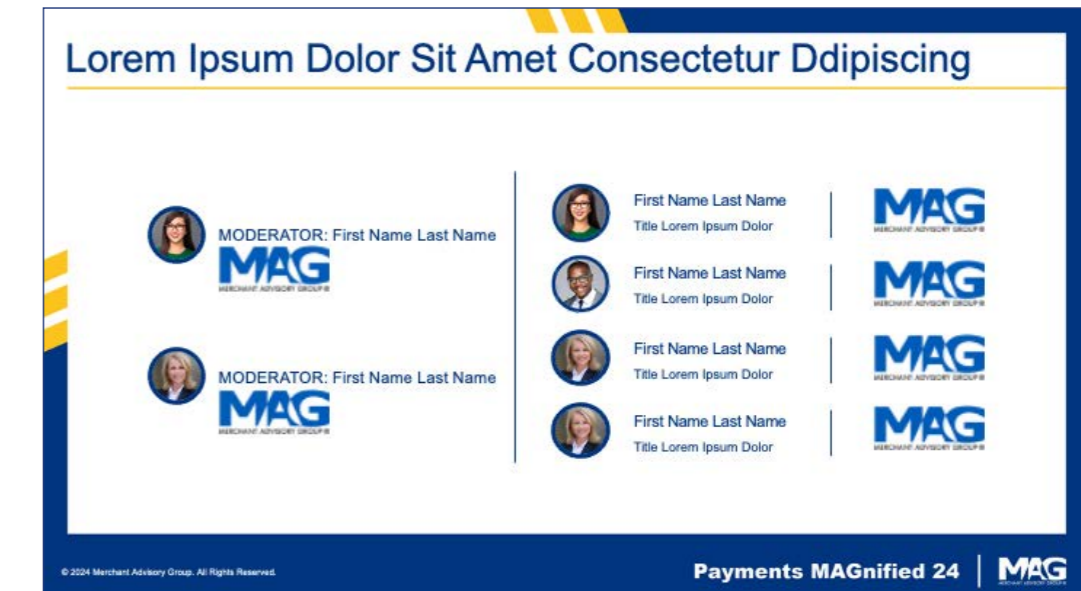 Lorem Ipsum Dolor Sit Amet Consectetur Ddipiscing
MODERATOR: First Name Last Name
MAG
MERCHANT ADVISORY GROUP®
MODERATOR: First Name Last Name
MAG
MERCHANT ADVISORY GROUP®
First Name Last Name
Title Lorem Ipsum Dolor
MAG
MERCHANT ADVISORY GROUP®
First Name Last Name
Title Lorem Ipsum Dolor
MAG
MERCHANT ADVISORY GROUP®
First Name Last Name
Title Lorem Ipsum Dolor
MAG
MERCHANT ADVISORY GROUP®
First Name Last Name
Title Lorem Ipsum Dolor
MAG
MERCHANT ADVISORY GROUP®
© 2024 Merchant Advisory Group. All Rights Reserved.
Payments MAGnified 24
MAG
MERCHANT ADVISORY GROUP®